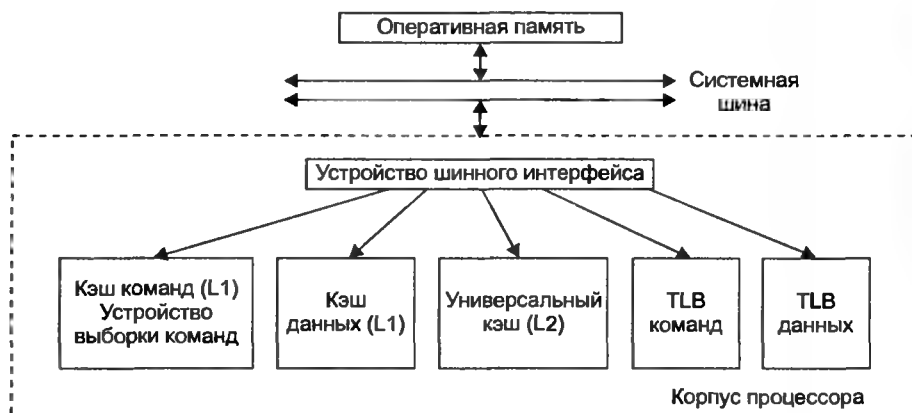 Оперативная память
Системная
шина
Устройство шинного интерфейса
Кэш команд (L1)
Устройство
выборки команд
Кэш
данных (L1)
Универсальный
кэш (L2)
TLB
команд
TLB
данных
Корпус процессора